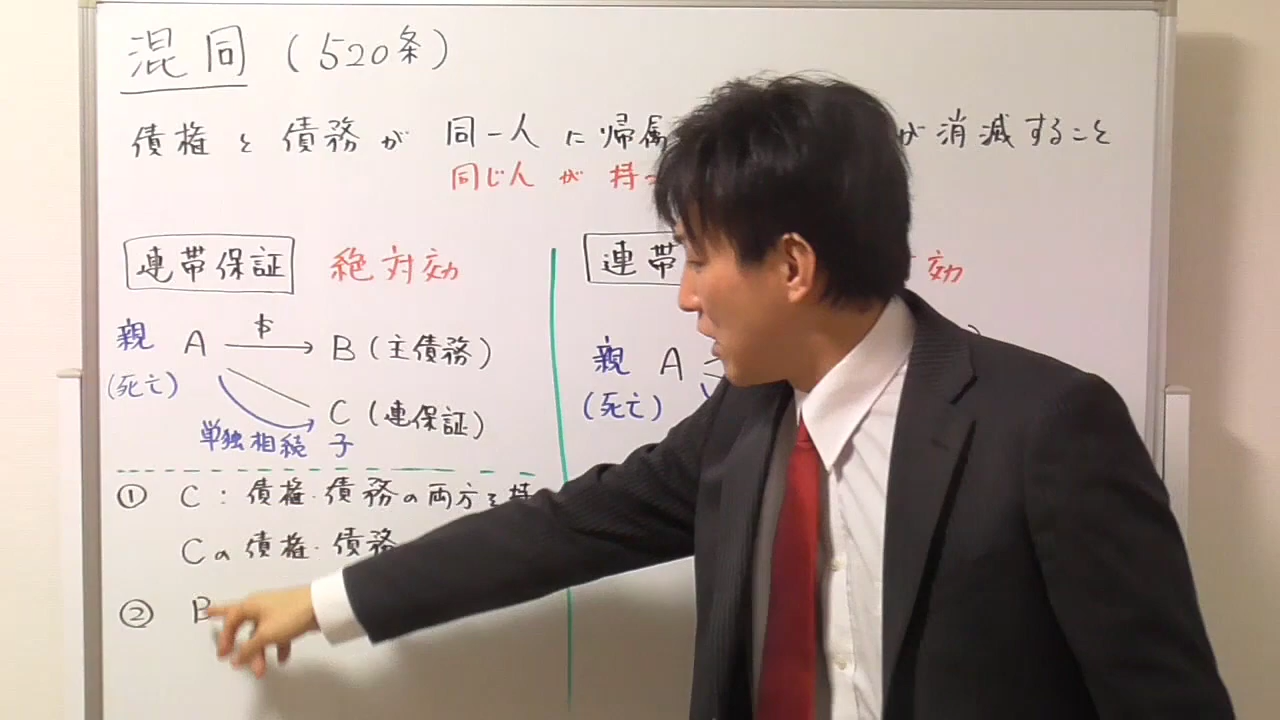 混同 (520条)
債権と債務が 同一人に帰属 が消滅すること
同じ人が持っ
連帯保証 絶対効
親 A $ B (主債務)
(死亡)
C (連保証)
単独相続 子
① C: 債権・債務の両方を持
Cの債権・債務
② B
連帯 対効
親 A
(死亡)